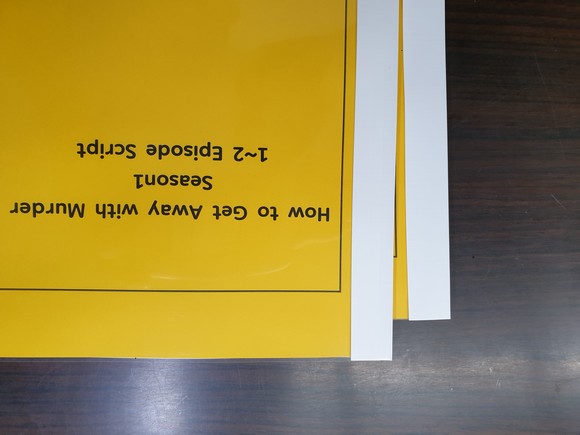 How to Get Away with Murder
Season1
1~2 Episode Script